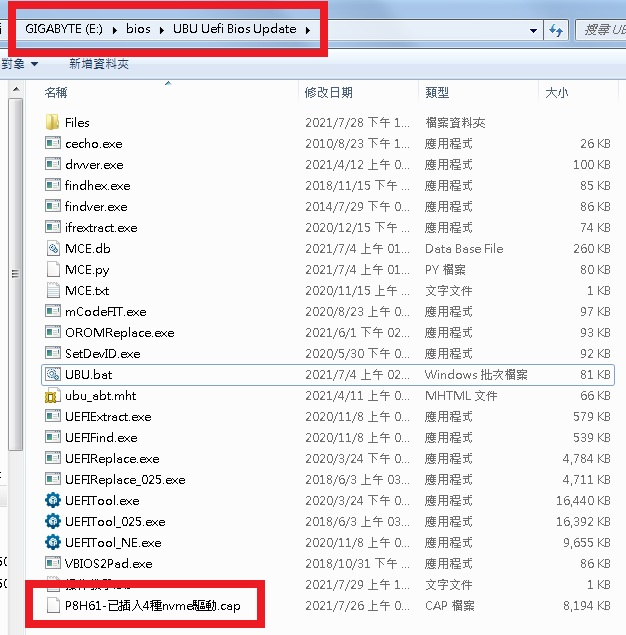 GIGABYTE (E:) ▸ bios ▸ UBU Uefi Bios Update ▸ 搜尋 UB
對象 新增資料夾
名稱 修改日期 類型 大小
Files 2021/7/28 下午 1... 檔案資料夾
cecho.exe 2010/8/23 下午 1... 應用程式 26 KB
drvver.exe 2021/4/12 上午 0... 應用程式 100 KB
findhex.exe 2018/11/15 下午 ... 應用程式 85 KB
findver.exe 2014/7/29 下午 0... 應用程式 86 KB
ifrextract.exe 2020/12/15 下午 ... 應用程式 74 KB
MCE.db 2021/7/4 上午 01... Data Base File 260 KB
MCE.py 2021/7/4 上午 01... PY 檔案 80 KB
MCE.txt 2020/11/15 上午 ... 文字文件 1 KB
mCodeFIT.exe 2020/8/23 上午 0... 應用程式 97 KB
OROMReplace.exe 2021/6/1 下午 02... 應用程式 93 KB
SetDevID.exe 2020/5/30 下午 0... 應用程式 92 KB
UBU.bat 2021/7/4 上午 02... Windows 批次檔案 81 KB
ubu_abt.mht 2021/4/11 上午 0... MHTML 文件 66 KB
UEFIExtract.exe 2020/11/8 上午 0... 應用程式 579 KB
UEFIFind.exe 2020/11/8 上午 0... 應用程式 539 KB
UEFIReplace.exe 2020/3/24 下午 0... 應用程式 4,784 KB
UEFIReplace_025.exe 2018/6/3 上午 03... 應用程式 4,711 KB
UEFITool.exe 2020/3/24 下午 0... 應用程式 16,440 KB
UEFITool_025.exe 2018/6/3 上午 03... 應用程式 16,392 KB
UEFITool_NE.exe 2020/11/8 上午 0... 應用程式 9,655 KB
VBIOS2Pad.exe 2018/10/31 下午 ... 應用程式 86 KB
2021/7/29 上午 1... 文字文件 1 KB
P8H61-已插入4種nvme驅動.cap 2021/7/28 下午 1... CAP 檔案 8,194 KB